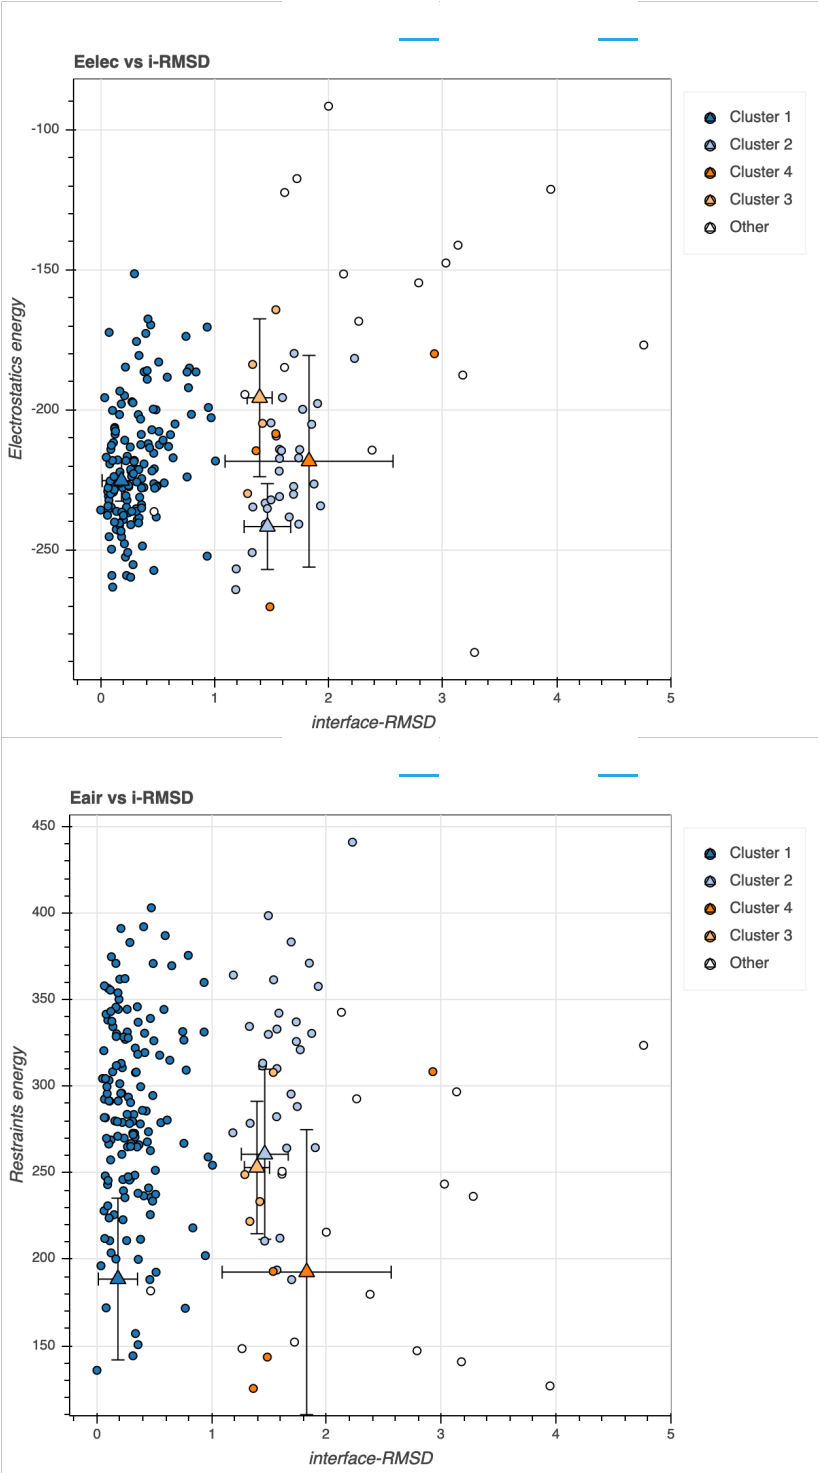 Eelec vs i-RMSD
Cluster 1
Cluster 2
Cluster 4
Cluster 3
Other
Electrostatics energy
-100
-150
-200
-250
0 1 2 3 4 5
interface-RMSD
Eair vs i-RMSD
Cluster 1
Cluster 2
Cluster 4
Cluster 3
Other
Restraints energy
450
400
350
300
250
200
150
0 1 2 3 4 5
interface-RMSD